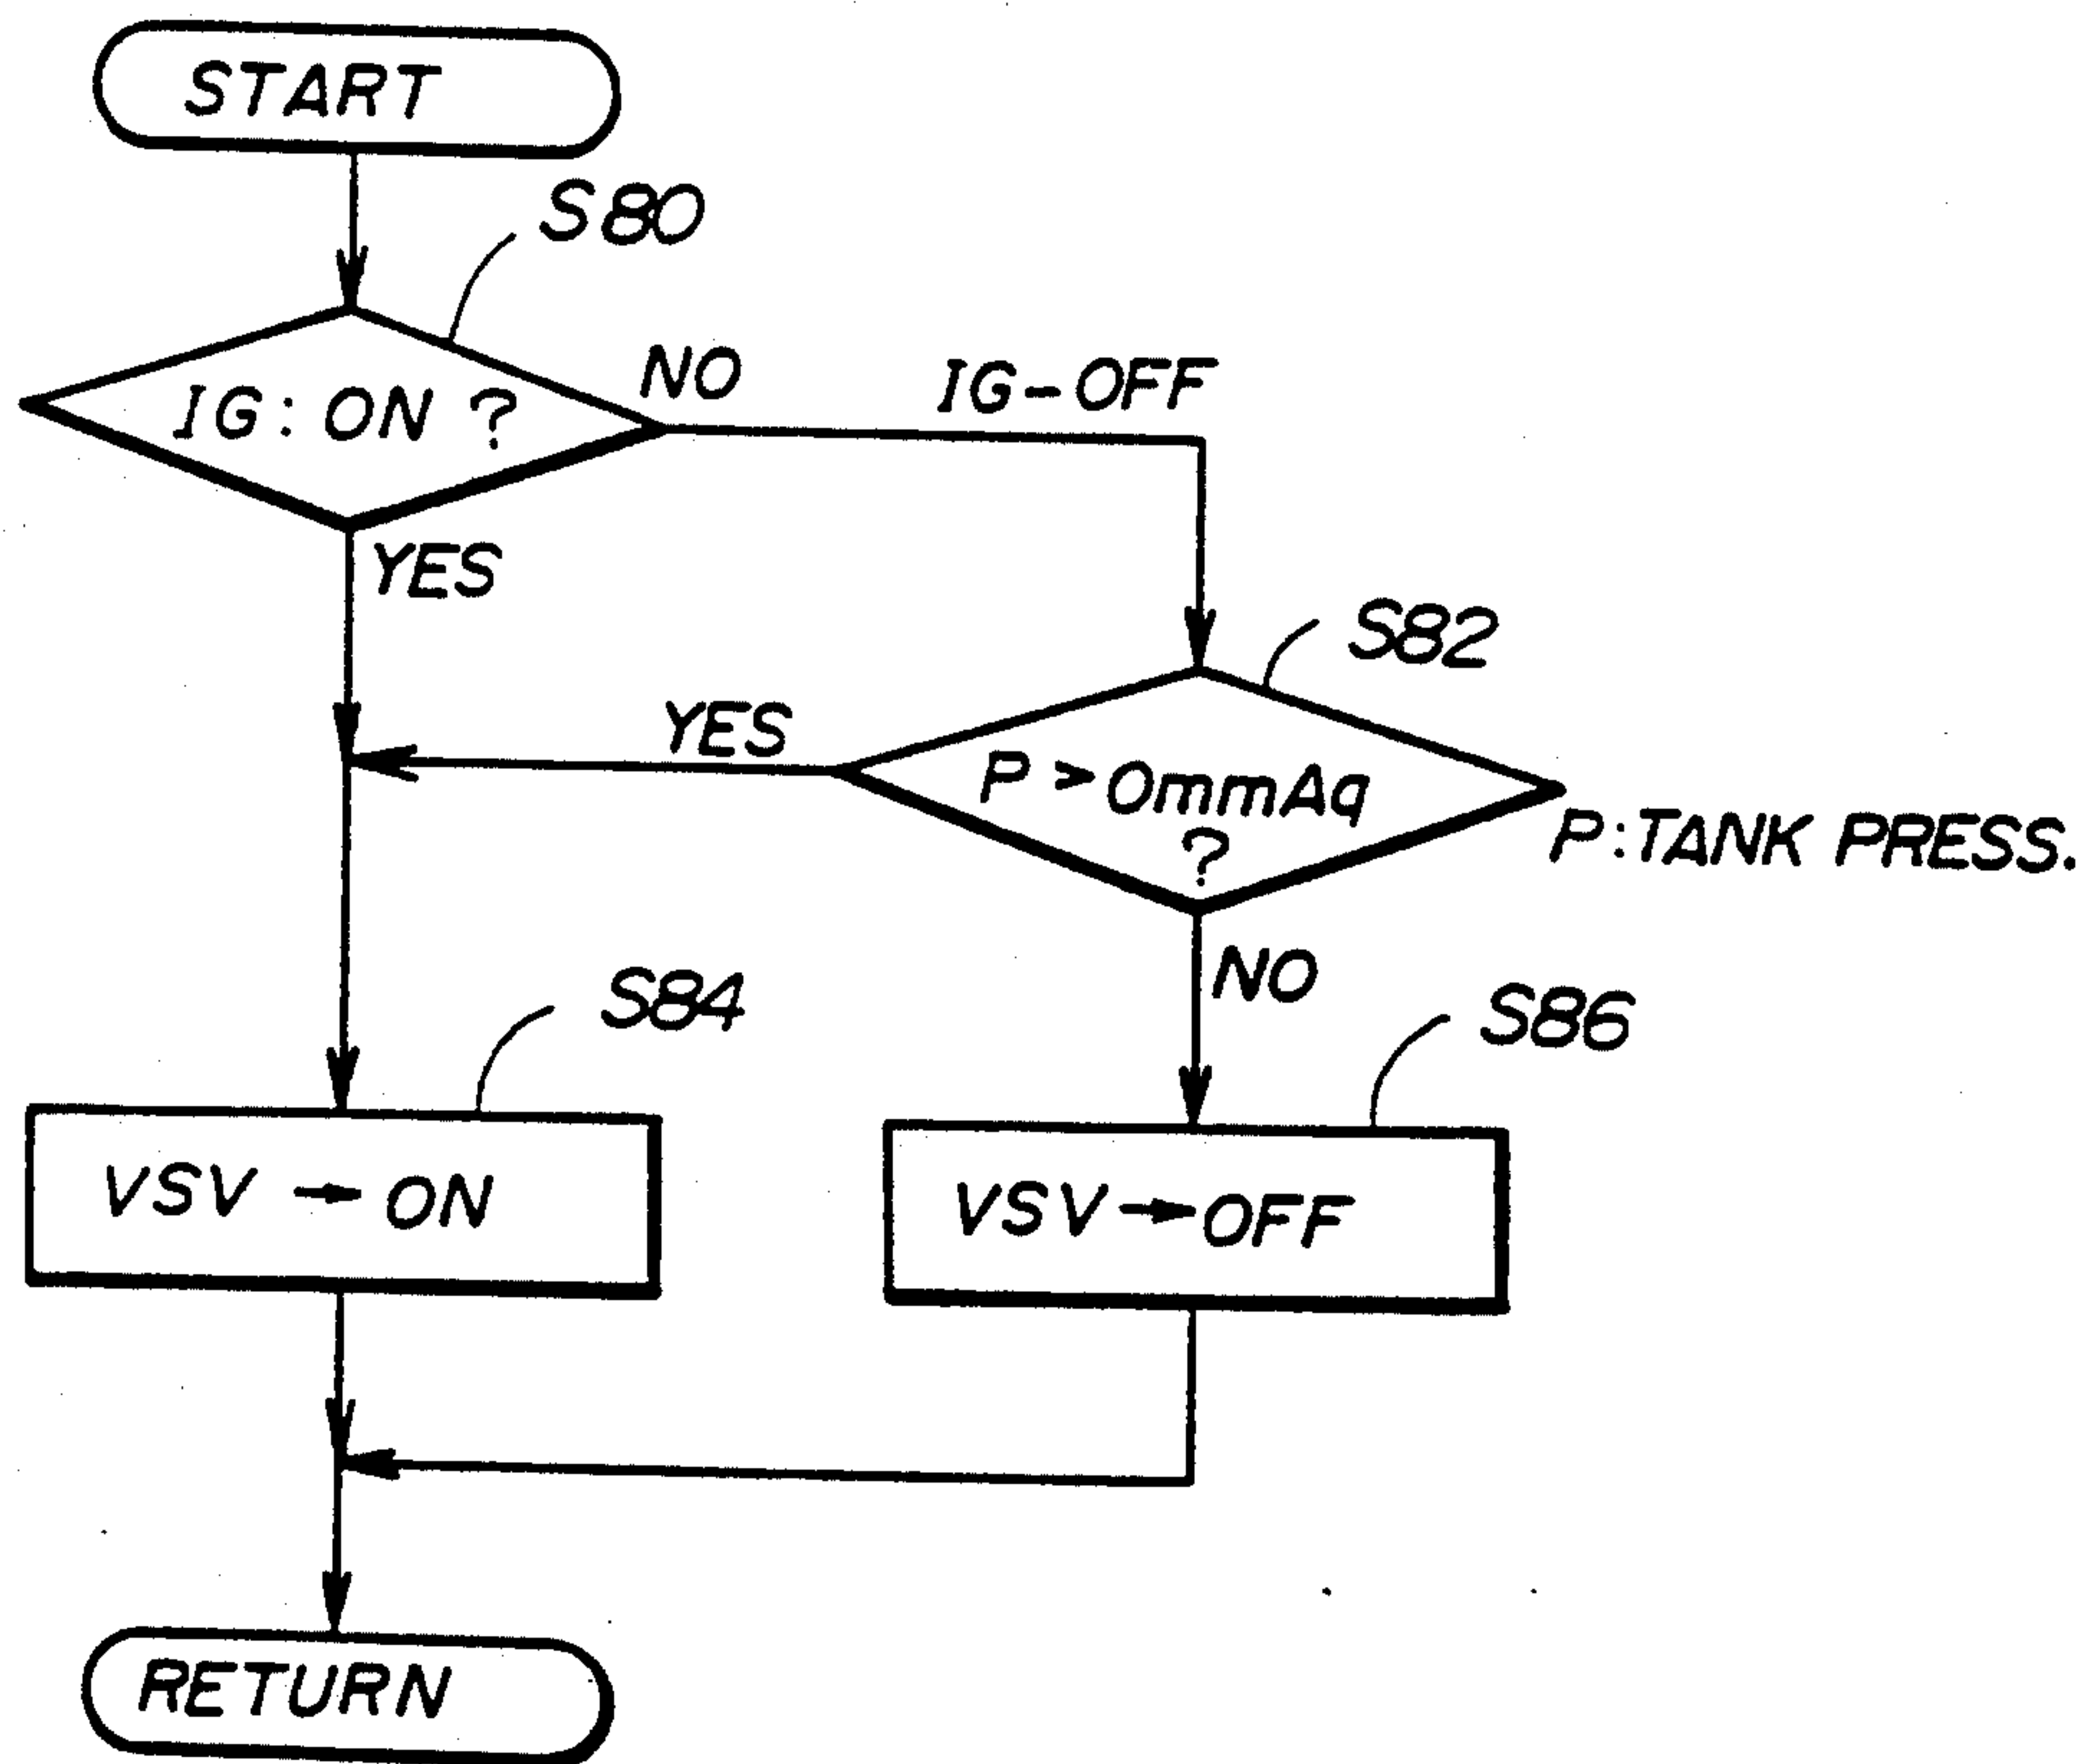 START
S80
IG: ON ?
NO
IG-OFF
YES
S82
YES
P > 0mmAq
?
P: TANK PRESS.
NO
S84
S86
VSV → ON
VSV → OFF
RETURN